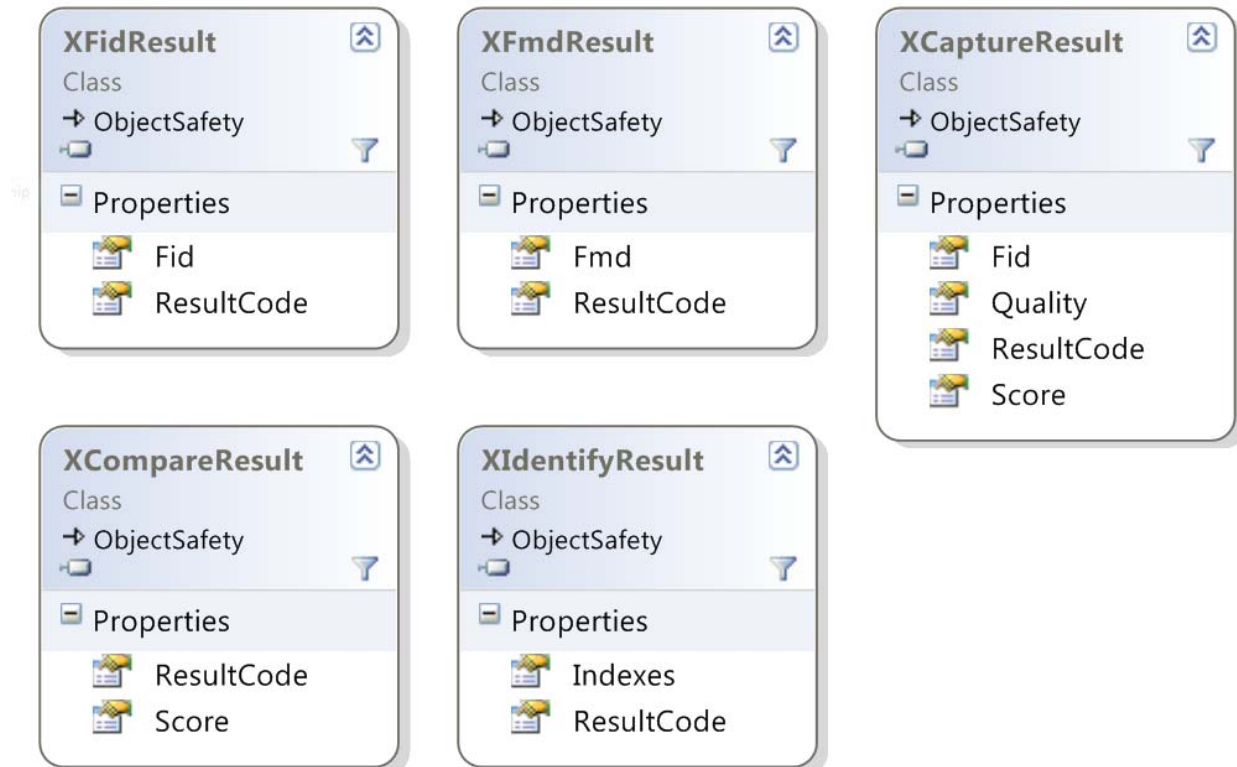 XFidResult
Class
ObjectSafety
Properties
Fid
ResultCode
XFmdResult
Class
ObjectSafety
Properties
Fmd
ResultCode
XCaptureResult
Class
ObjectSafety
Properties
Fid
Quality
ResultCode
Score
XCompareResult
Class
ObjectSafety
Properties
ResultCode
Score
XIdentifyResult
Class
ObjectSafety
Properties
Indexes
ResultCode